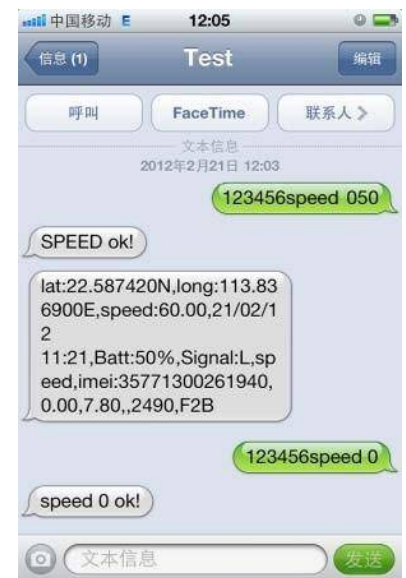 中国移动 E 12:05
信息 (1) Test 编辑
呼叫 FaceTime 联系人
文本信息
2012年2月21日 12:03
123456speed 050
SPEED ok!
lat:22.587420N,long:113.83
6900E,speed:60.00,21/02/1
2
11:21,Batt:50%,Signal:L,sp
eed,imei:35771300261940,
0.00,7.80,,2490,F2B
123456speed 0
speed 0 ok!
文本信息 发送